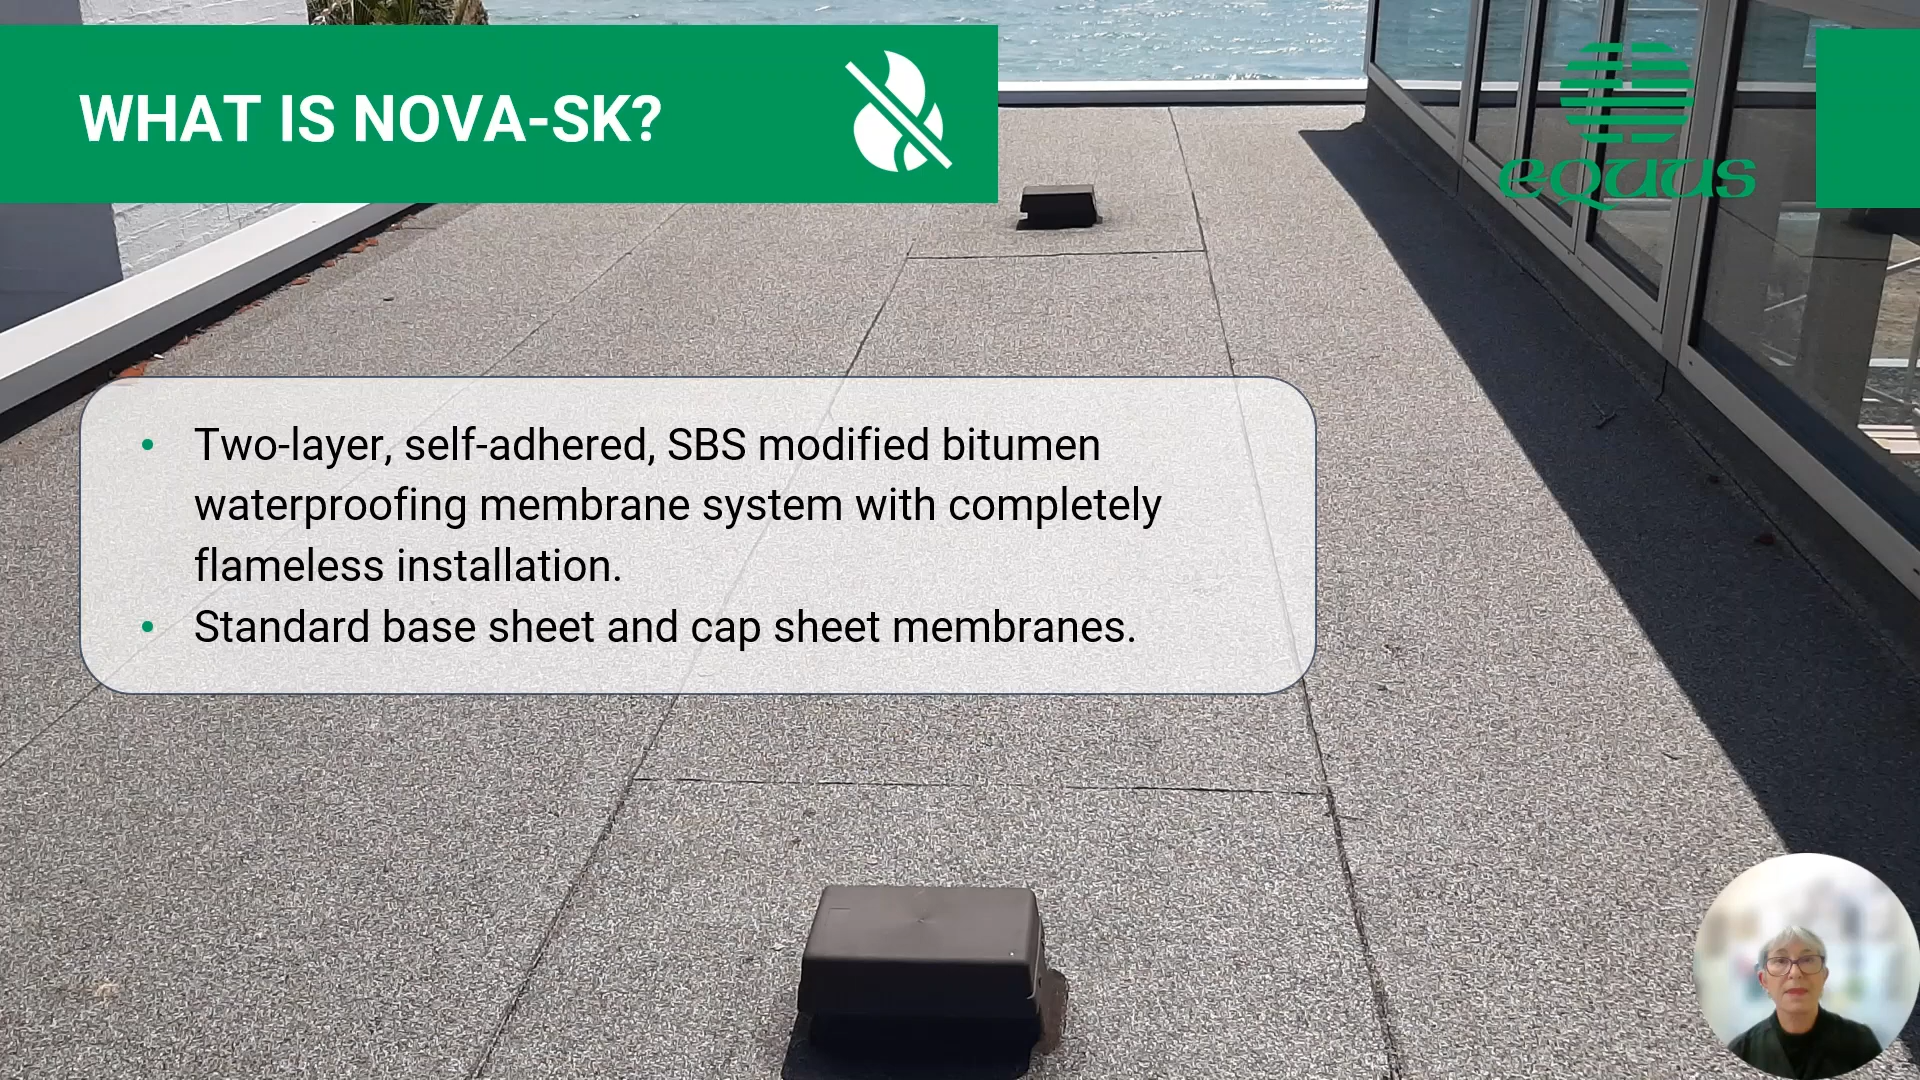 WHAT IS NOVA-SK?
equus
• Two-layer, self-adhered, SBS modified bitumen
waterproofing membrane system with completely
flameless installation.
• Standard base sheet and cap sheet membranes.